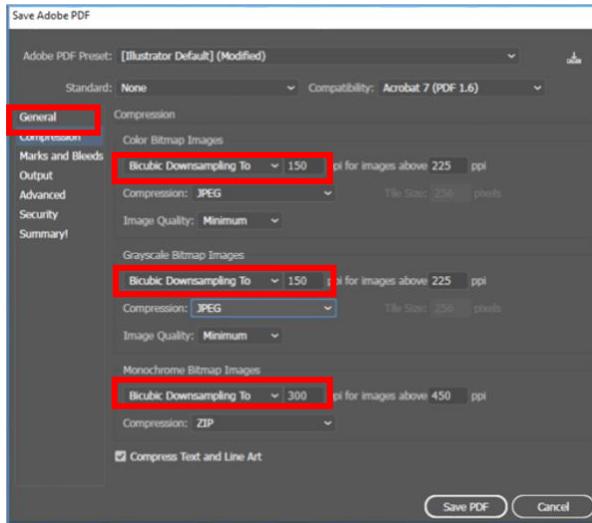 Save Adobe PDF
Adobe PDF Preset: [Illustrator Default] (Modified)
Standard: None Compatibility: Acrobat 7 (PDF 1.6)
General
Compression
Marks and Bleeds
Output
Advanced
Security
Summary!
Compression
Color Bitmap Images
Bicubic Downsampling To 150 pi for images above 225 ppi
Compression: JPEG Tile Size: 256 pixels
Image Quality: Minimum
Grayscale Bitmap Images
Bicubic Downsampling To 150 pi for images above 225 ppi
Compression: JPEG Tile Size: 256 pixels
Image Quality: Minimum
Monochrome Bitmap Images
Bicubic Downsampling To 300 pi for images above 450 ppi
Compression: ZIP
Compress Text and Line Art
Save PDF Cancel